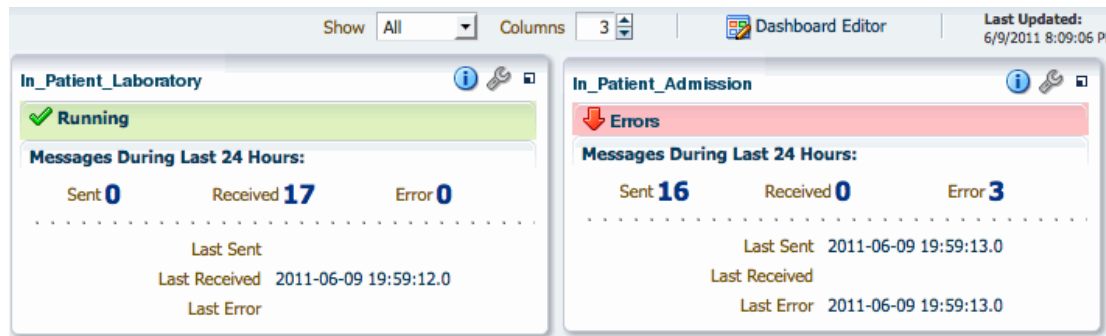 Show All Columns 3 Dashboard Editor Last Updated:
6/9/2011 8:09:06
In_Patient_Laboratory
Running
Messages During Last 24 Hours:
Sent 0 Received 17 Error 0
Last Sent
Last Received 2011-06-09 19:59:12.0
Last Error
In_Patient_Admission
Errors
Messages During Last 24 Hours:
Sent 16 Received 0 Error 3
Last Sent 2011-06-09 19:59:13.0
Last Received
Last Error 2011-06-09 19:59:13.0